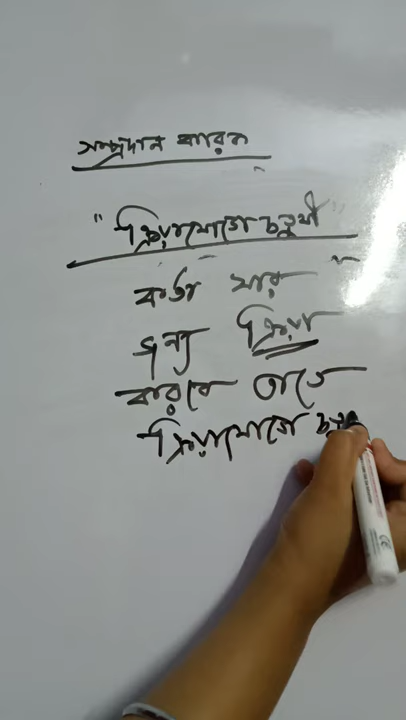 সম্প্রদান কারক
"ক্রিয়াযোগে চতুর্থী"
কর্তা যার
জন্য ক্রিয়া
করবে তাতে
ক্রিয়াযোগে